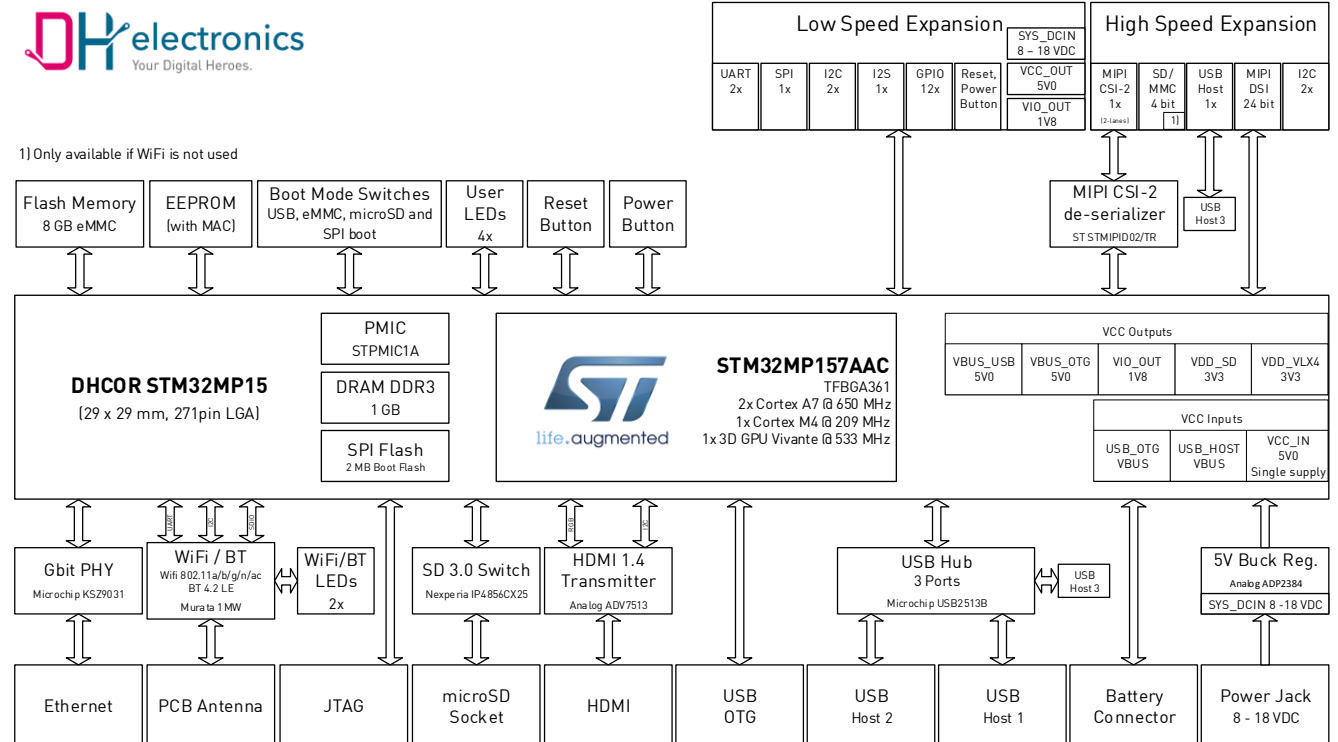 DH electronics
Your Digital Heroes.
Low Speed Expansion
SYS_DCIN
8 – 18 VDC
UART
2x
SPI
1x
I2C
2x
I2S
1x
GPIO
12x
Reset,
Power
Button
VCC_OUT
5V0
VIO_OUT
1V8
High Speed Expansion
MIPI
CSI-2
1x
(2-lanes)
SD/
MMC
4 bit
1)
USB
Host
1x
MIPI
DSI
24 bit
I2C
2x
1) Only available if WiFi is not used
Flash Memory
8 GB eMMC
EEPROM
(with MAC)
Boot Mode Switches
USB, eMMC, microSD and
SPI boot
User
LEDs
4x
Reset
Button
Power
Button
MIPI CSI-2
de-serializer
ST STMIPID02/TR
USB
Host3
DHCOR STM32MP15
(29 x 29 mm, 271pin LGA)
PMIC
STPMIC1A
DRAM DDR3
1 GB
SPI Flash
2 MB Boot Flash
ST
life.augmented
STM32MP157AAC
TFBGA361
2x Cortex A7 @ 650 MHz
1x Cortex M4 @ 209 MHz
1x 3D GPU Vivante @ 533 MHz
VCC Outputs
VBUS_USB
5V0
VBUS_OTG
5V0
VIO_OUT
1V8
VDD_SD
3V3
VDD_VLX4
3V3
VCC Inputs
USB_OTG
VBUS
USB_HOST
VBUS
VCC_IN
5V0
Single supply
UART
I2C
SDIO
RGB
I2C
Gbit PHY
Microchip KSZ9031
WiFi / BT
Wifi 802.11a/b/g/n/ac
BT 4.2 LE
Murata 1MW
WiFi/BT
LEDs
2x
SD 3.0 Switch
Nexperia IP4856CX25
HDMI 1.4
Transmitter
Analog ADV7513
USB Hub
3 Ports
Microchip USB2513B
USB
Host3
5V Buck Reg.
Analog ADP2384
SYS_DCIN 8 -18 VDC
Ethernet
PCB Antenna
JTAG
microSD
Socket
HDMI
USB
OTG
USB
Host 2
USB
Host 1
Battery
Connector
Power Jack
8 - 18 VDC